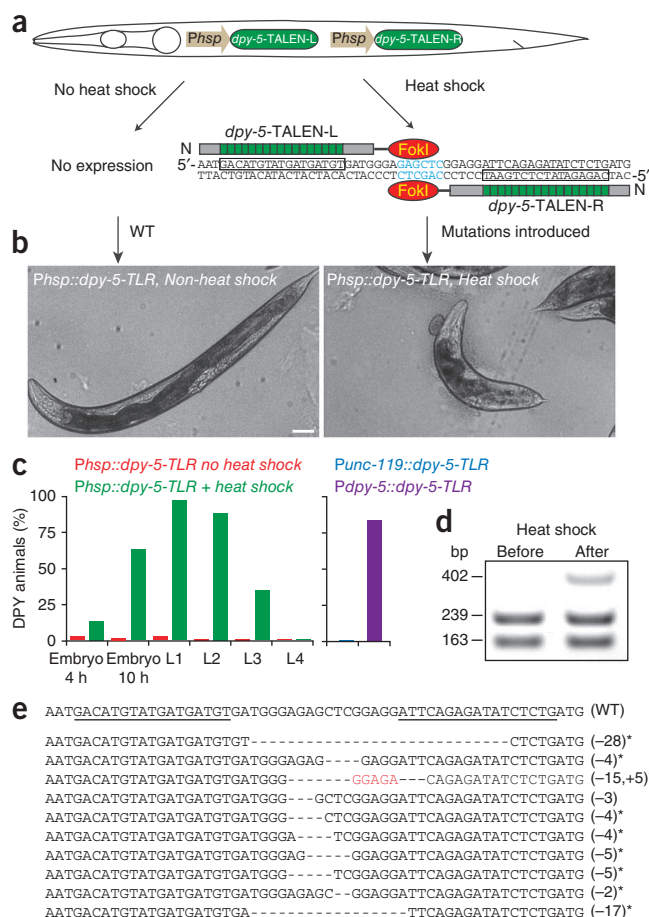 a
Phsp dpy-5-TALEN-L Phsp dpy-5-TALEN-R
No heat shock
Heat shock
No expression
dpy-5-TALEN-L
N
FokI
5′-AATGACATGTATGATGATGTGATGGGAGAGCTCGGAGGATTCAGAGATATCTCTGATG
TTACTGTACATACTACTACACTACCCTCTCGACCCTCCTAAGTCTCTATAGAGACTAC-5′
FokI
N
dpy-5-TALEN-R
WT
Mutations introduced
b
Phsp::dpy-5-TLR, Non-heat shock
Phsp::dpy-5-TLR, Heat shock
c
Phsp::dpy-5-TLR no heat shock
Phsp::dpy-5-TLR + heat shock
Punc-119::dpy-5-TLR
Pdpy-5::dpy-5-TLR
DPY animals (%)
100
75
50
25
0
Embryo 4 h
Embryo 10 h
L1
L2
L3
L4
d
Heat shock
bp Before After
402
239
163
e
AATGACATGTATGATGATGTGATGGGAGAGCTCGGAGGATTCAGAGATATCTCTGATG (WT)
AATGACATGTATGATGATGTGT----------------------------CTCTGATG (–28)*
AATGACATGTATGATGATGTGATGGGAGAG----GAGGATTCAGAGATATCTCTGATG (–4)*
AATGACATGTATGATGATGTGATGGG-------GGAGA---CAGAGATATCTCTGATG (–15,+5)
AATGACATGTATGATGATGTGATGGG---GCTCGGAGGATTCAGAGATATCTCTGATG (–3)
AATGACATGTATGATGATGTGATGGG----CTCGGAGGATTCAGAGATATCTCTGATG (–4)*
AATGACATGTATGATGATGTGATGGGA----TCGGAGGATTCAGAGATATCTCTGATG (–4)*
AATGACATGTATGATGATGTGATGGGAG-----GGAGGATTCAGAGATATCTCTGATG (–5)*
AATGACATGTATGATGATGTGATGGG-----TCGGAGGATTCAGAGATATCTCTGATG (–5)*
AATGACATGTATGATGATGTGATGGGAGAGC--GGAGGATTCAGAGATATCTCTGATG (–2)*
AATGACATGTATGATGATGTGA-----------------TTCAGAGATATCTCTGATG (–17)*